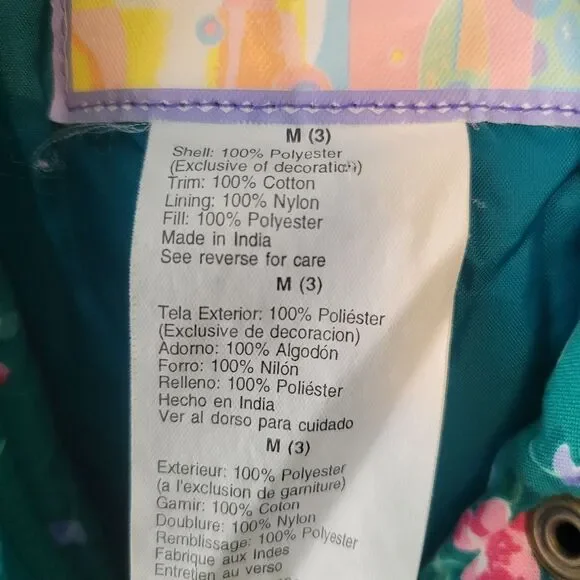 M (3)
Shell: 100% Polyester
(Exclusive of decoration)
Trim: 100% Cotton
Lining: 100% Nylon
Fill: 100% Polyester
Made in India
See reverse for care
M (3)
Tela Exterior: 100% Poliéster
(Exclusive de decoracion)
Adorno: 100% Algodón
Forro: 100% Nilón
Relleno: 100% Poliéster
Hecho en India
Ver al dorso para cuidado
M (3)
Exterieur: 100% Polyester
(a l'exclusion de garniture)
Garnir: 100% Coton
Doublure: 100% Nylon
Remblissage: 100% Polyester
Fabrique aux Indes
Entretien au verso